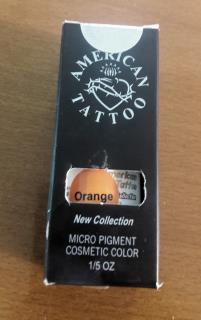 AMERICAN
TATTOO
Orange
New Collection
MICRO PIGMENT
COSMETIC COLOR
1/5 OZ